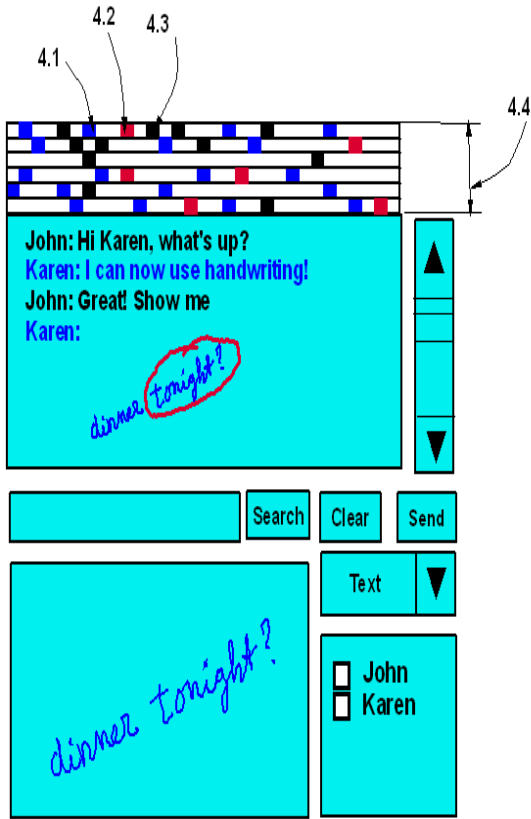 4.1
4.2
4.3
4.4
John: Hi Karen, what's up?
Karen: I can now use handwriting!
John: Great! Show me
Karen:
dinner tonight?
Search
Clear
Send
Text
dinner tonight?
John
Karen